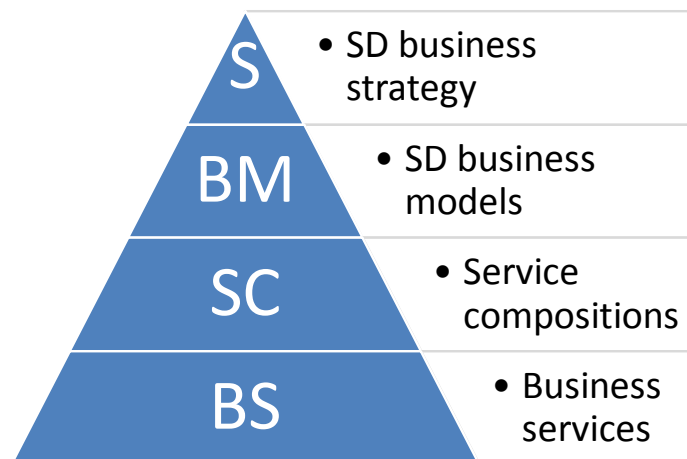 S
• SD business
strategy
BM
• SD business
models
SC
• Service
compositions
BS
• Business
services